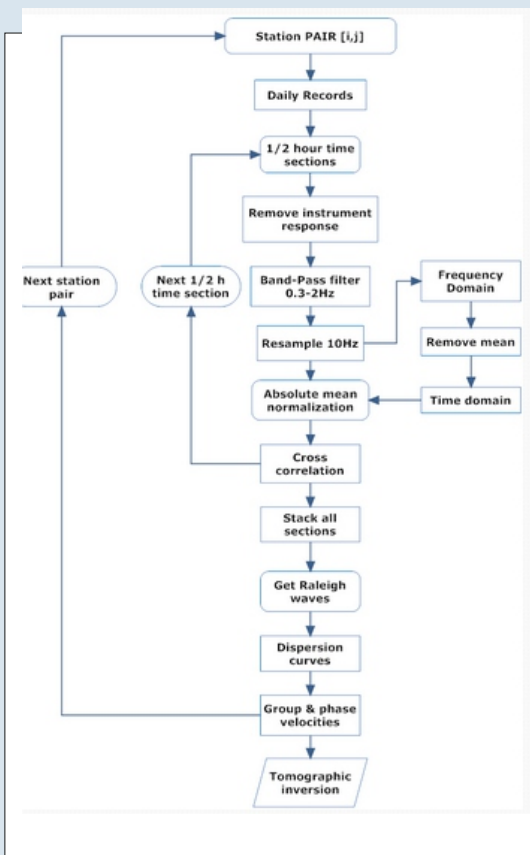 Station PAIR [i,j]
Daily Records
1/2 hour time
sections
Remove instrument
response
Next station
pair
Next 1/2 h
time section
Band-Pass filter
0.3-2Hz
Frequency
Domain
Resample 10Hz
Remove mean
Absolute mean
normalization
Time domain
Cross
correlation
Stack all
sections
Get Raleigh
waves
Dispersion
curves
Group & phase
velocities
Tomographic
inversion